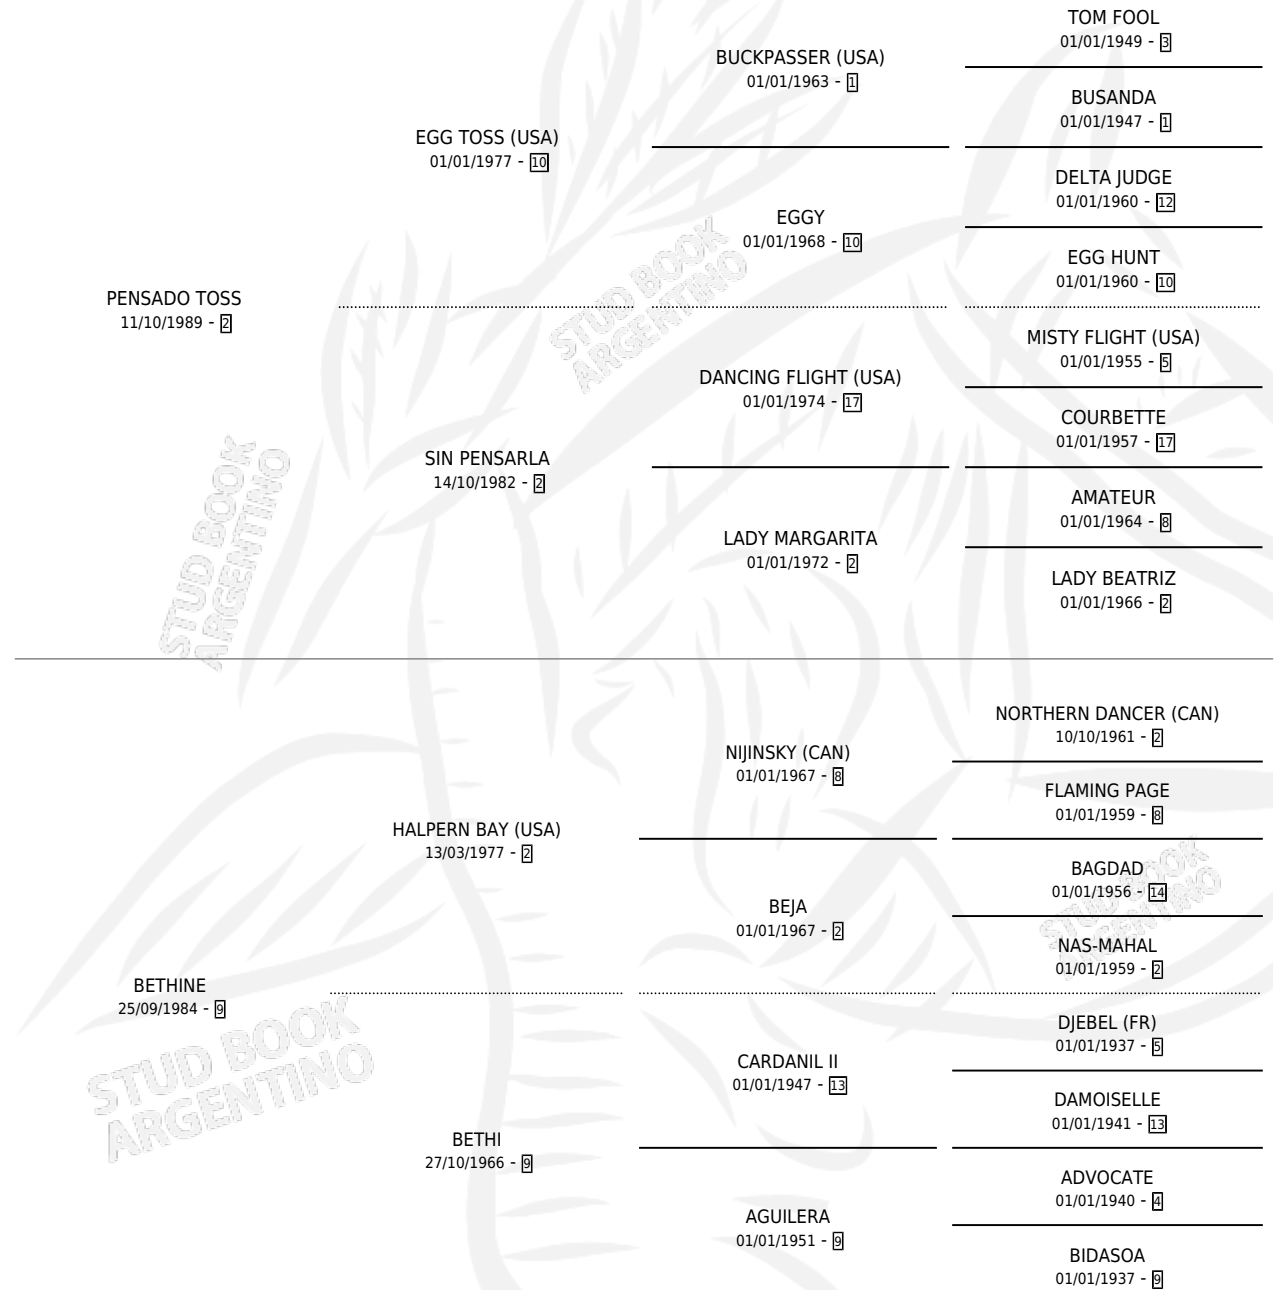 TOM FOOL
01/01/1949 - 3
BUCKPASSER (USA)
01/01/1963 - 1
BUSANDA
01/01/1947 - 1
EGG TOSS (USA)
01/01/1977 - 10
DELTA JUDGE
01/01/1960 - 12
EGGY
01/01/1968 - 10
EGG HUNT
01/01/1960 - 10
PENSADO TOSS
11/10/1989 - 2
STUD BOOK
ARGENTINO
MISTY FLIGHT (USA)
01/01/1955 - 5
DANCING FLIGHT (USA)
01/01/1974 - 17
COURBETTE
01/01/1957 - 17
SIN PENSARLA
14/10/1982 - 2
AMATEUR
01/01/1964 - 8
LADY MARGARITA
01/01/1972 - 2
LADY BEATRIZ
01/01/1966 - 2
STUD BOOK
ARGENTINO
NORTHERN DANCER (CAN)
10/10/1961 - 2
NIJINSKY (CAN)
01/01/1967 - 8
FLAMING PAGE
01/01/1959 - 8
HALPERN BAY (USA)
13/03/1977 - 2
BAGDAD
01/01/1956 - 14
BEJA
01/01/1967 - 2
NAS-MAHAL
01/01/1959 - 2
STUD BOOK
ARGENTINO
BETHINE
25/09/1984 - 9
DJEBEL (FR)
01/01/1937 - 5
CARDANIL II
01/01/1947 - 13
DAMOISELLE
01/01/1941 - 13
STUD BOOK
ARGENTINO
BETHI
27/10/1966 - 9
ADVOCATE
01/01/1940 - 4
AGUILERA
01/01/1951 - 9
BIDASOA
01/01/1937 - 9